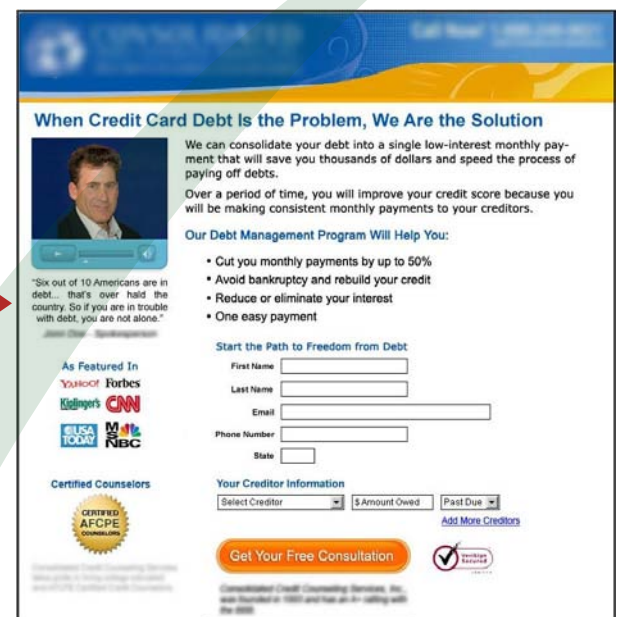 CONSOLIDATED
Call Now!
When Credit Card Debt Is the Problem, We Are the Solution
We can consolidate your debt into a single low-interest monthly pay-
ment that will save you thousands of dollars and speed the process of
paying off debts.
Over a period of time, you will improve your credit score because you
will be making consistent monthly payments to your creditors.
Our Debt Management Program Will Help You:
• Cut you monthly payments by up to 50%
• Avoid bankruptcy and rebuild your credit
• Reduce or eliminate your interest
• One easy payment
"Six out of 10 Americans are in
debt... that's over hald the
country. So if you are in trouble
with debt, you are not alone."
As Featured In
YAHOO! Forbes
Kiplinger's CNN
USA TODAY MSNBC
Certified Counselors
CERTIFIED
AFCPE
COUNSELORS
Start the Path to Freedom from Debt
First Name
Last Name
Email
Phone Number
State
Your Creditor Information
Select Creditor $ Amount Owed Past Due
Add More Creditors
Get Your Free Consultation
VeriSign
Secured